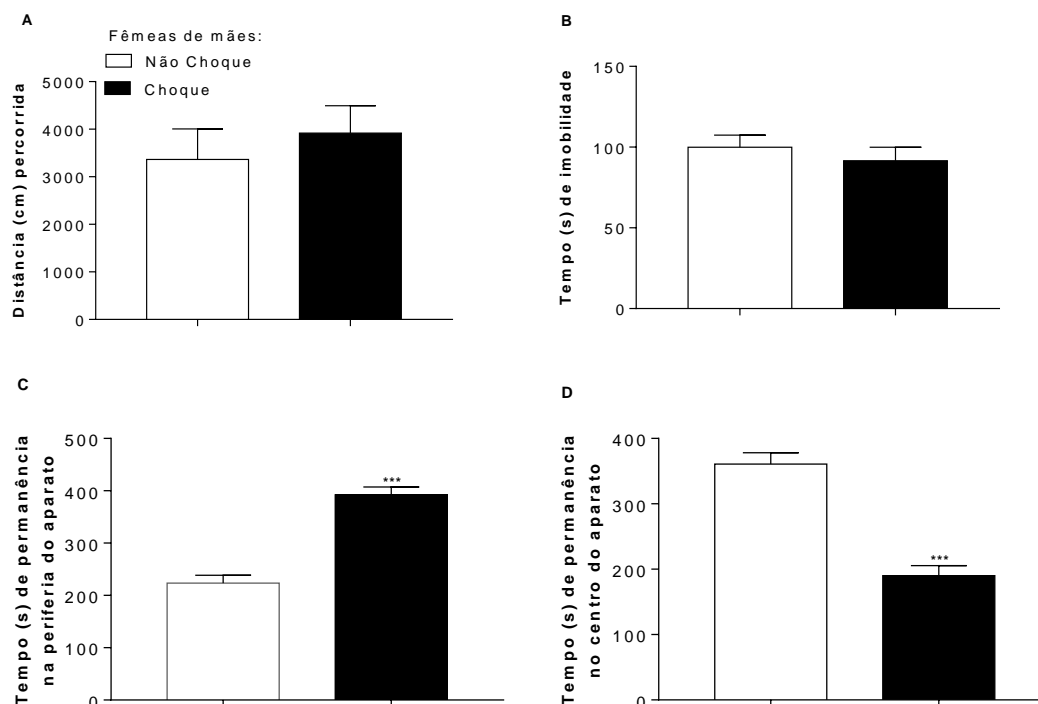 A
Fêmeas de mães:
Não Choque
Choque
Distância (cm) percorrida
5000
4000
3000
2000
1000
0
B
Tempo (s) de imobilidade
150
100
50
0
C
Tempo (s) de permanência
na periferia do aparato
500
400
300
200
100
0
***
D
Tempo (s) de permanência
no centro do aparato
400
300
200
100
0
***